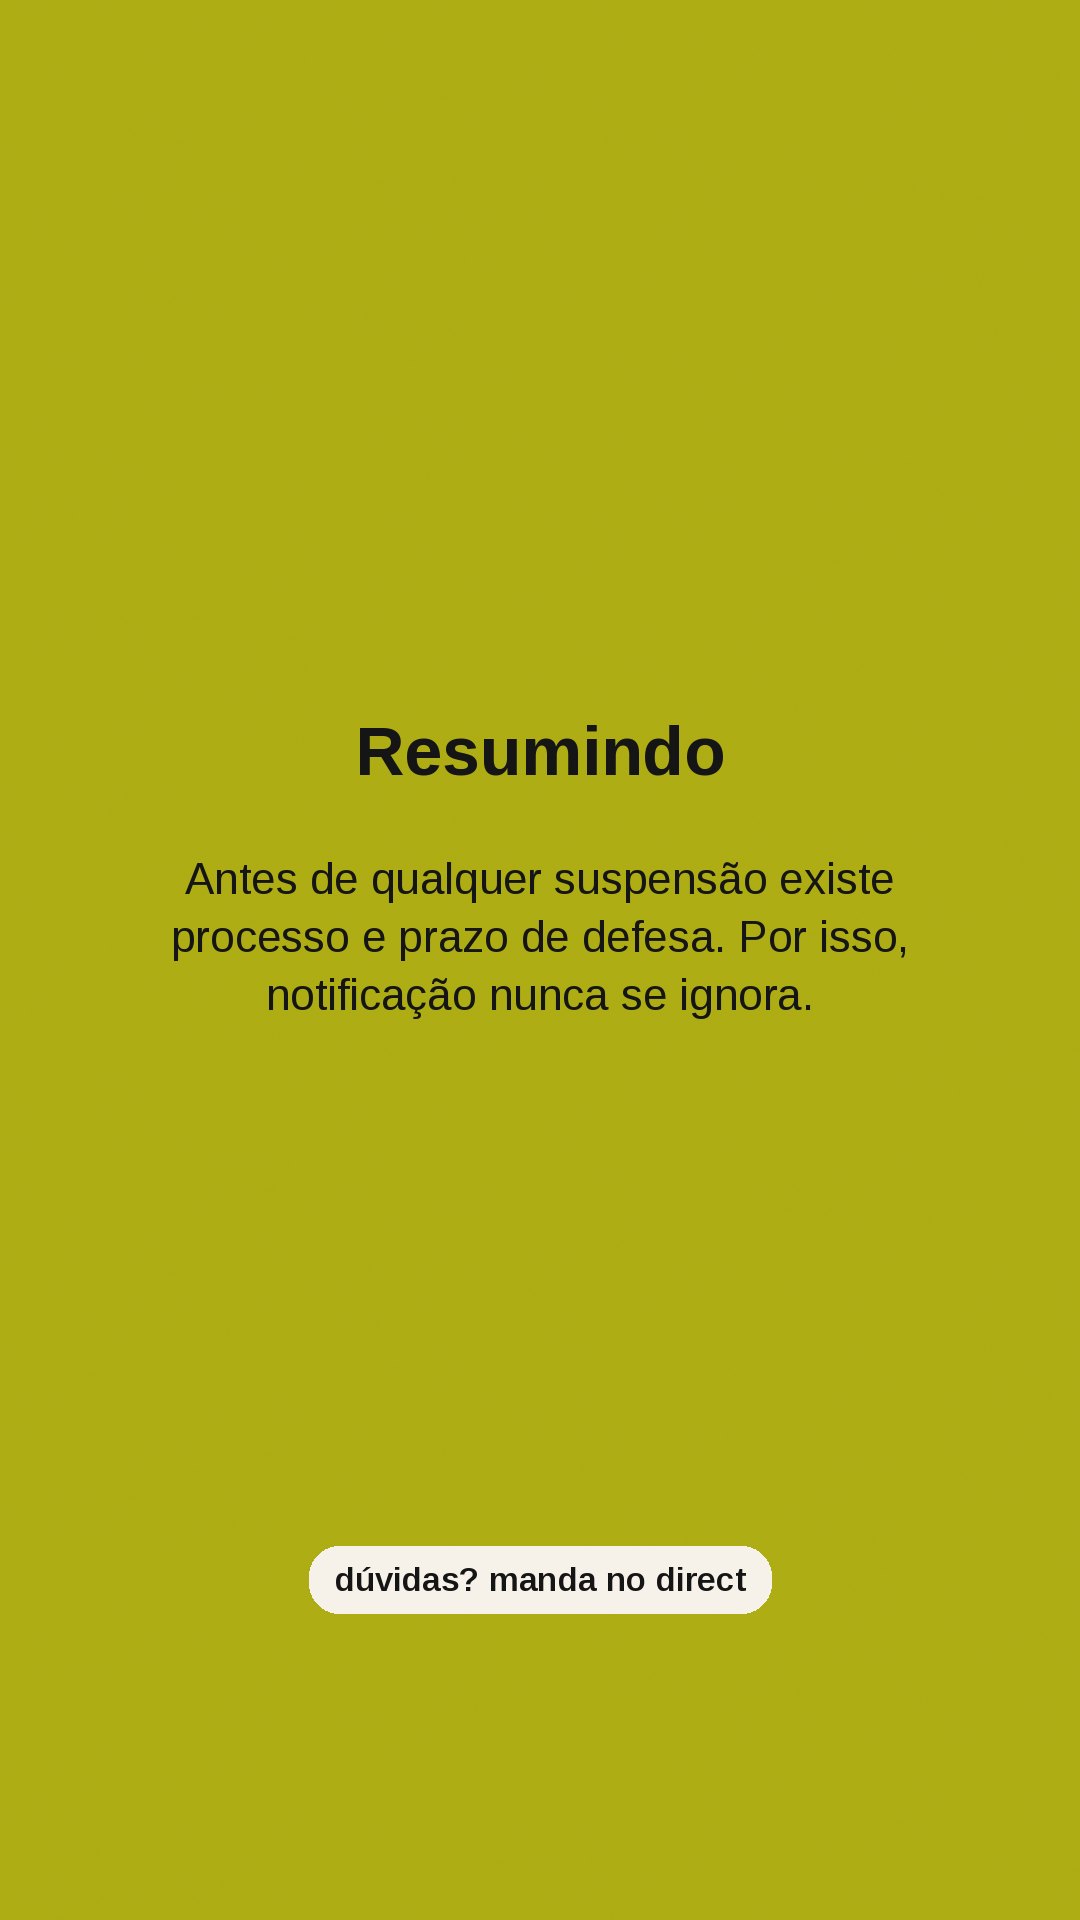 Resumindo
Antes de qualquer suspensão existe
processo e prazo de defesa. Por isso,
notificação nunca se ignora.
dúvidas? manda no direct